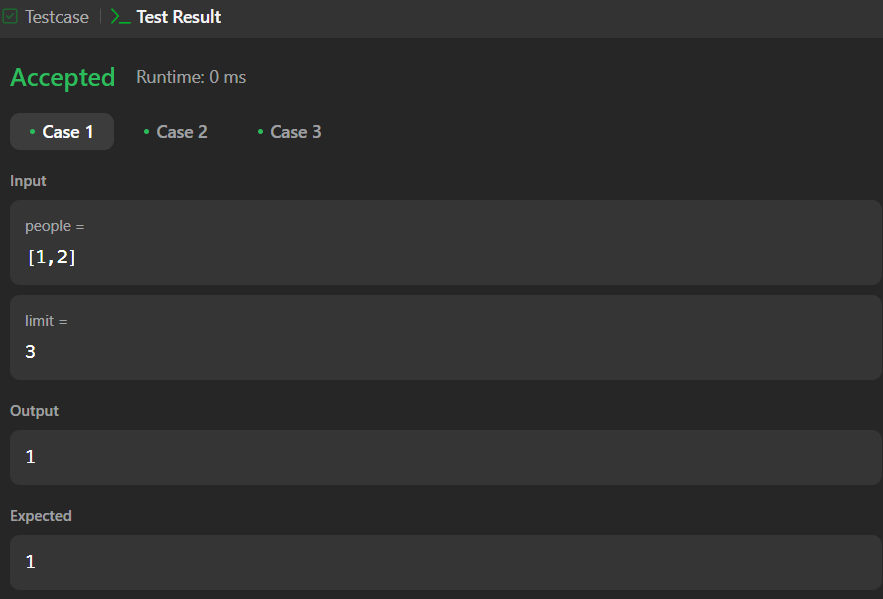 Testcase | >_ Test Result
Accepted Runtime: 0 ms
• Case 1 • Case 2 • Case 3
Input
people =
[1,2]
limit =
3
Output
1
Expected
1